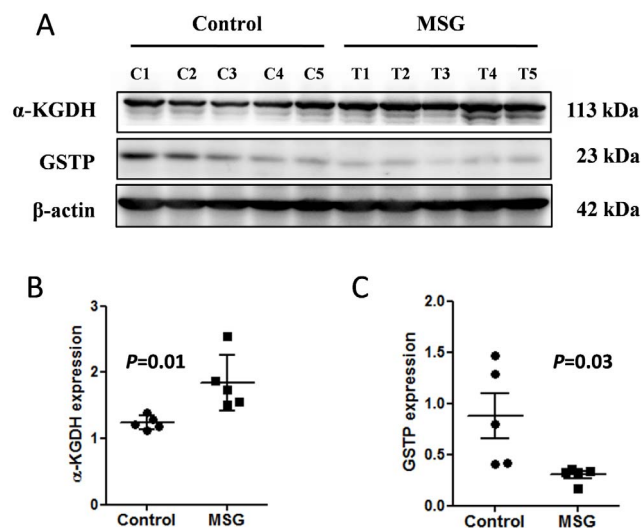 A
Control MSG
C1 C2 C3 C4 C5 T1 T2 T3 T4 T5
α-KGDH 113 kDa
GSTP 23 kDa
β-actin 42 kDa
B
α-KGDH expression
3
2
1
0
P=0.01
Control MSG
C
GSTP expression
2.0
1.5
1.0
0.5
0.0
P=0.03
Control MSG